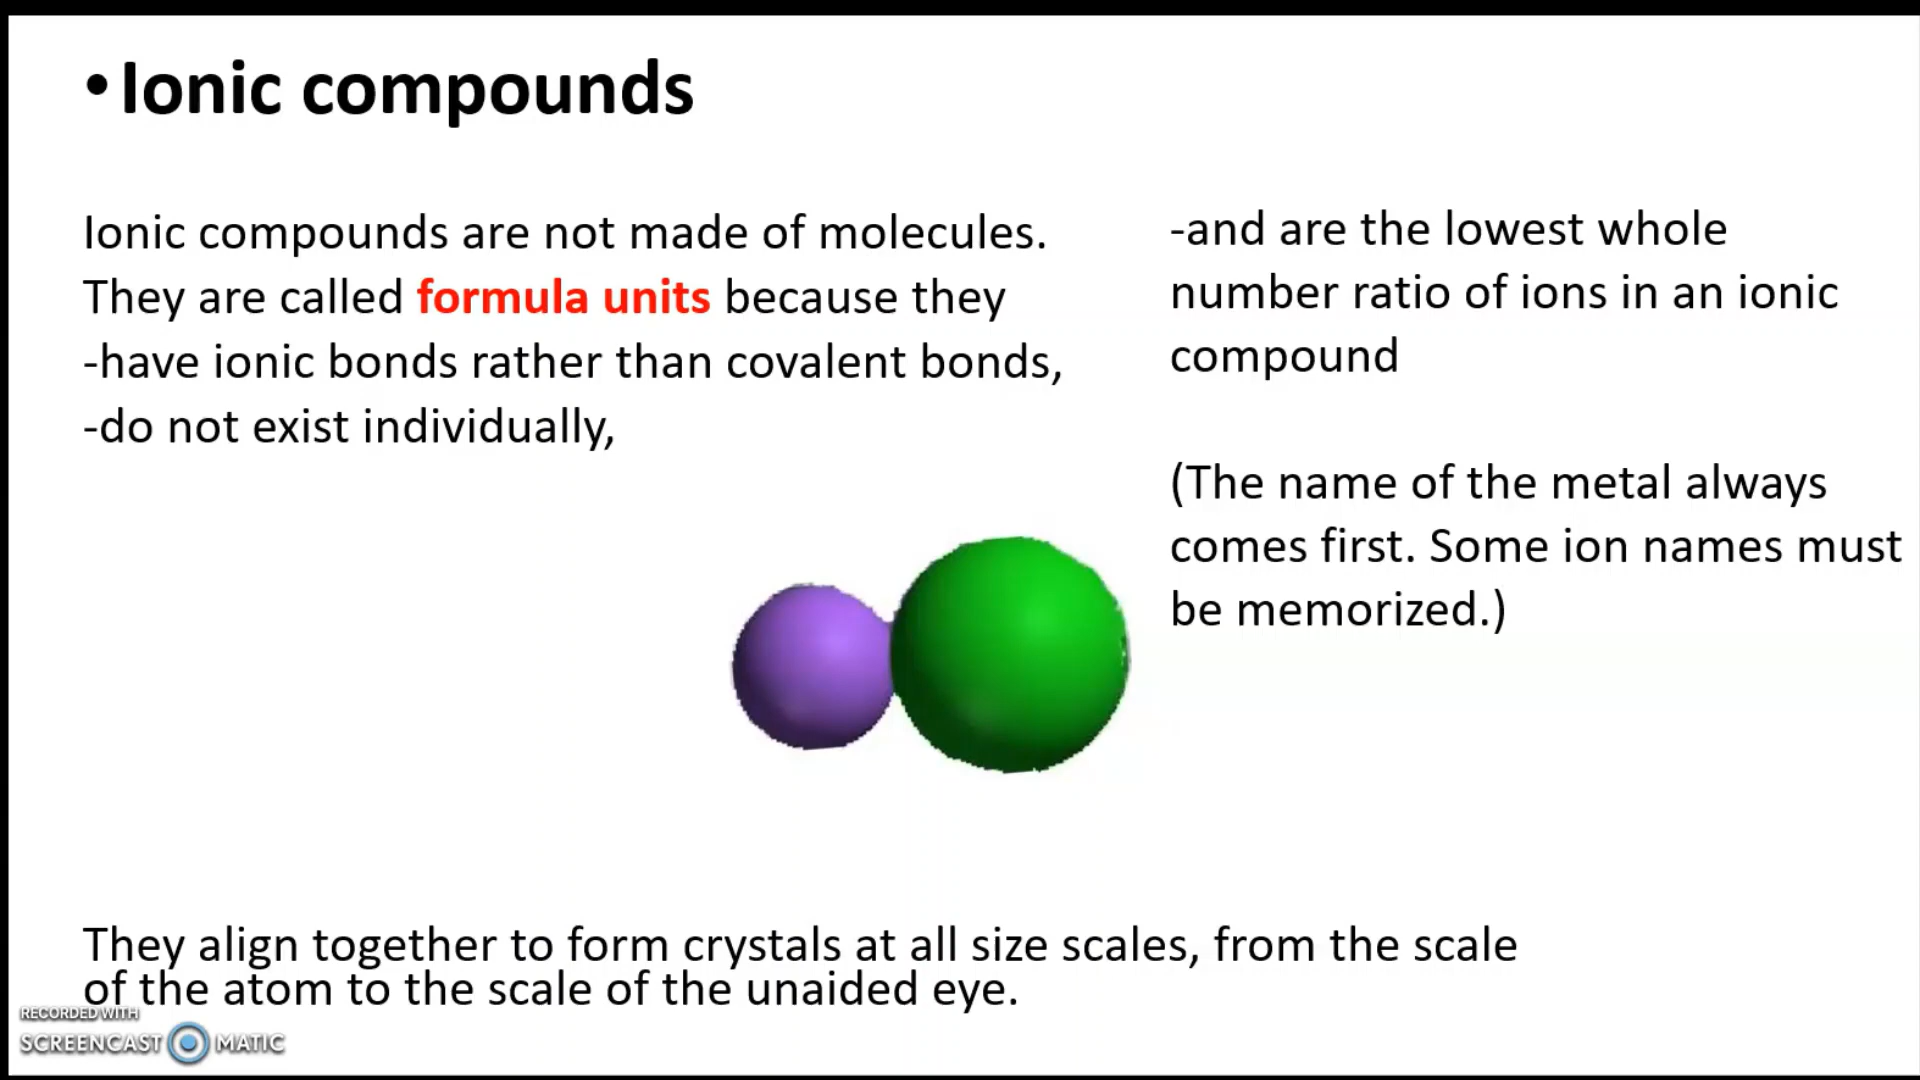 •Ionic compounds
Ionic compounds are not made of molecules.
They are called formula units because they
-have ionic bonds rather than covalent bonds,
-do not exist individually,
-and are the lowest whole
number ratio of ions in an ionic
compound
(The name of the metal always
comes first. Some ion names must
be memorized.)
They align together to form crystals at all size scales, from the scale
of the atom to the scale of the unaided eye.
RECORDED WITH
SCREENCAST MATIC